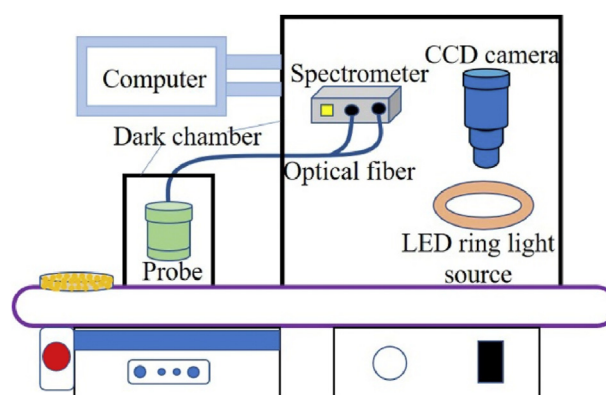 Computer
Spectrometer
CCD camera
Dark chamber
Optical fiber
Probe
LED ring light
source